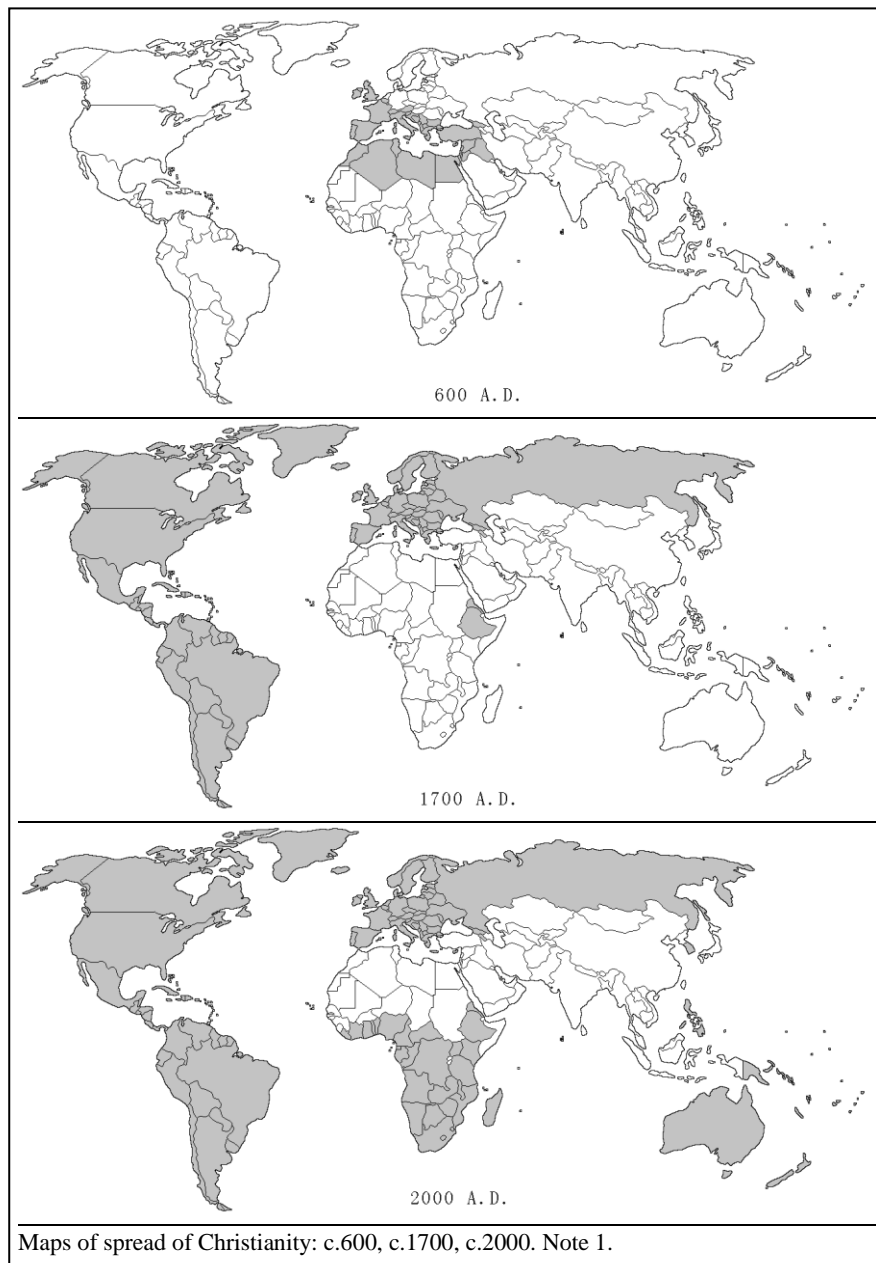 600 A.D.
1700 A.D.
2000 A.D.
Maps of spread of Christianity: c.600, c.1700, c.2000. Note 1.